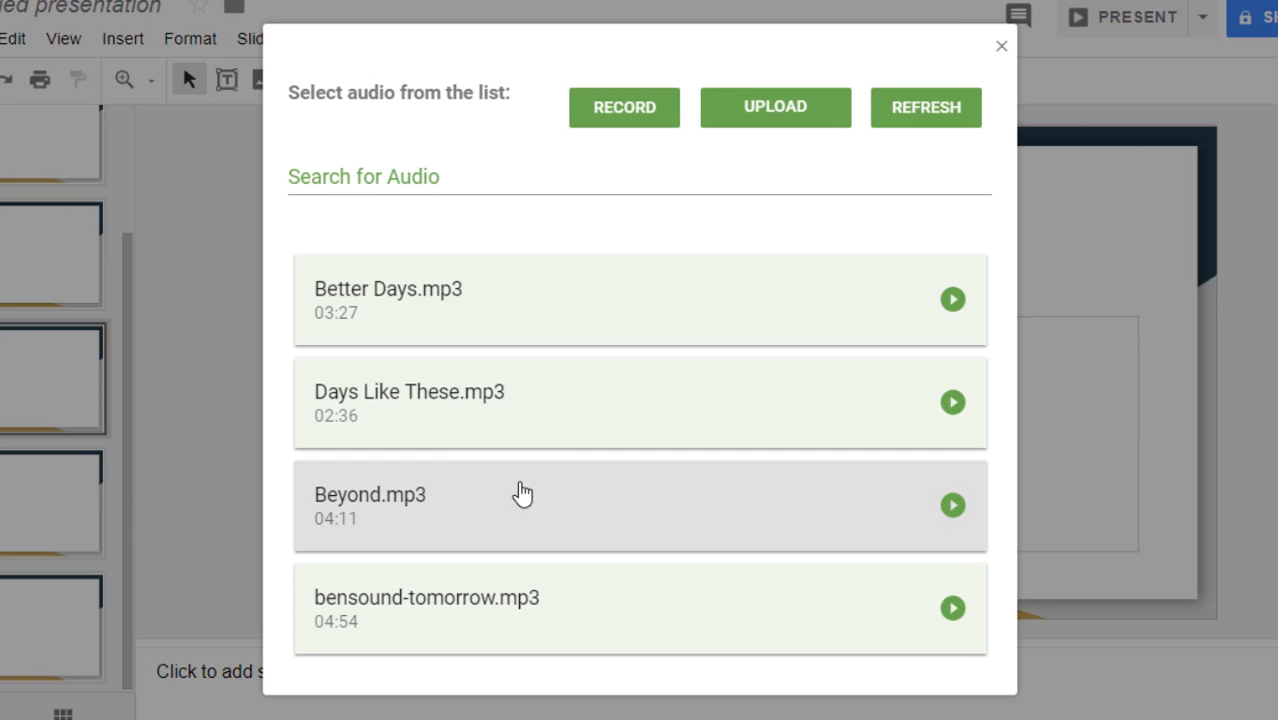 presentation
Edit View Insert Format
PRESENT
Select audio from the list:
RECORD
UPLOAD
REFRESH
Search for Audio
Better Days.mp3
03:27
Days Like These.mp3
02:36
Beyond.mp3
04:11
bensound-tomorrow.mp3
04:54
Click to add